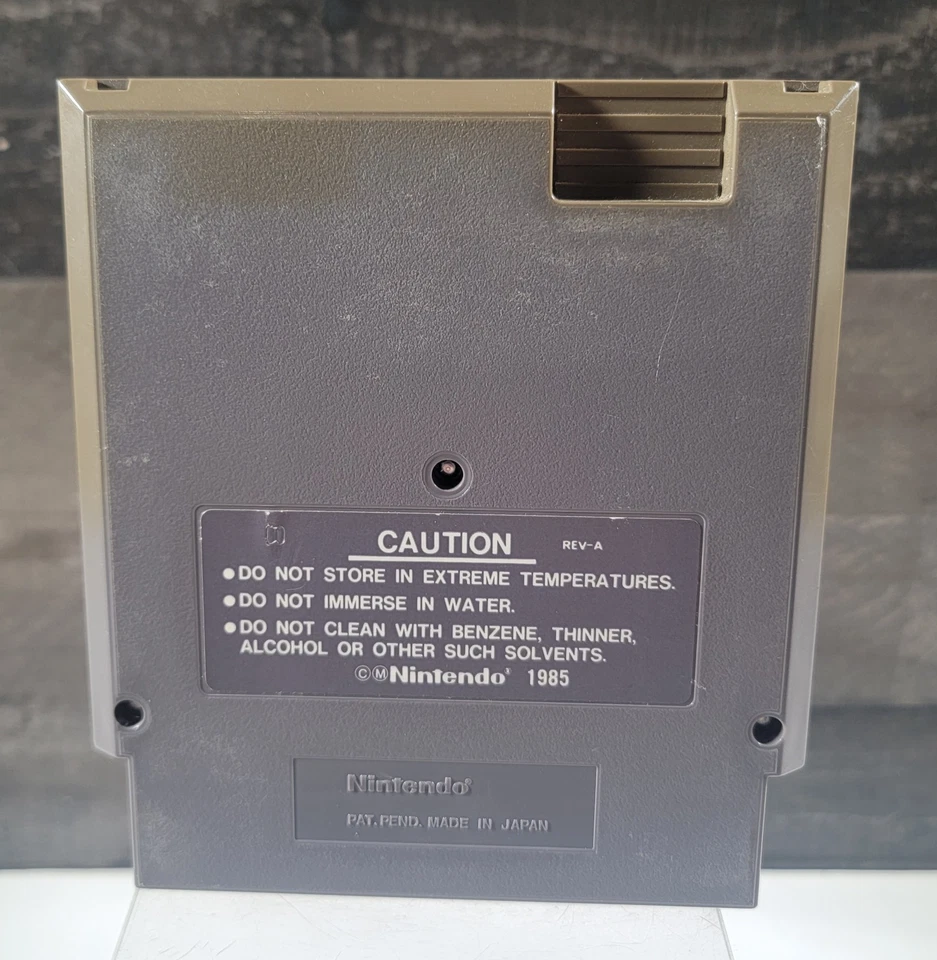 CAUTION REV-A
●DO NOT STORE IN EXTREME TEMPERATURES.
●DO NOT IMMERSE IN WATER.
●DO NOT CLEAN WITH BENZENE, THINNER,
ALCOHOL OR OTHER SUCH SOLVENTS.
©ⓂNintendo® 1985
Nintendo®
PAT. PEND. MADE IN JAPAN